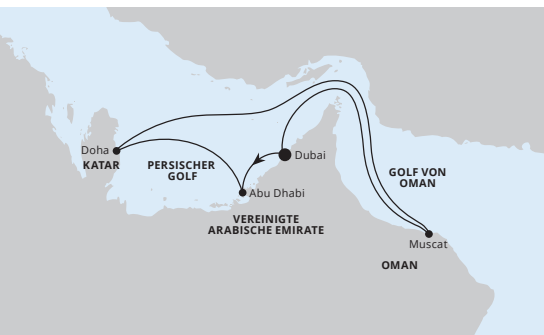 Doha
KATAR
PERSISCHER
GOLF
Dubai
Abu Dhabi
VEREINIGTE
ARABISCHE EMIRATE
GOLF VON
OMAN
Muscat
OMAN